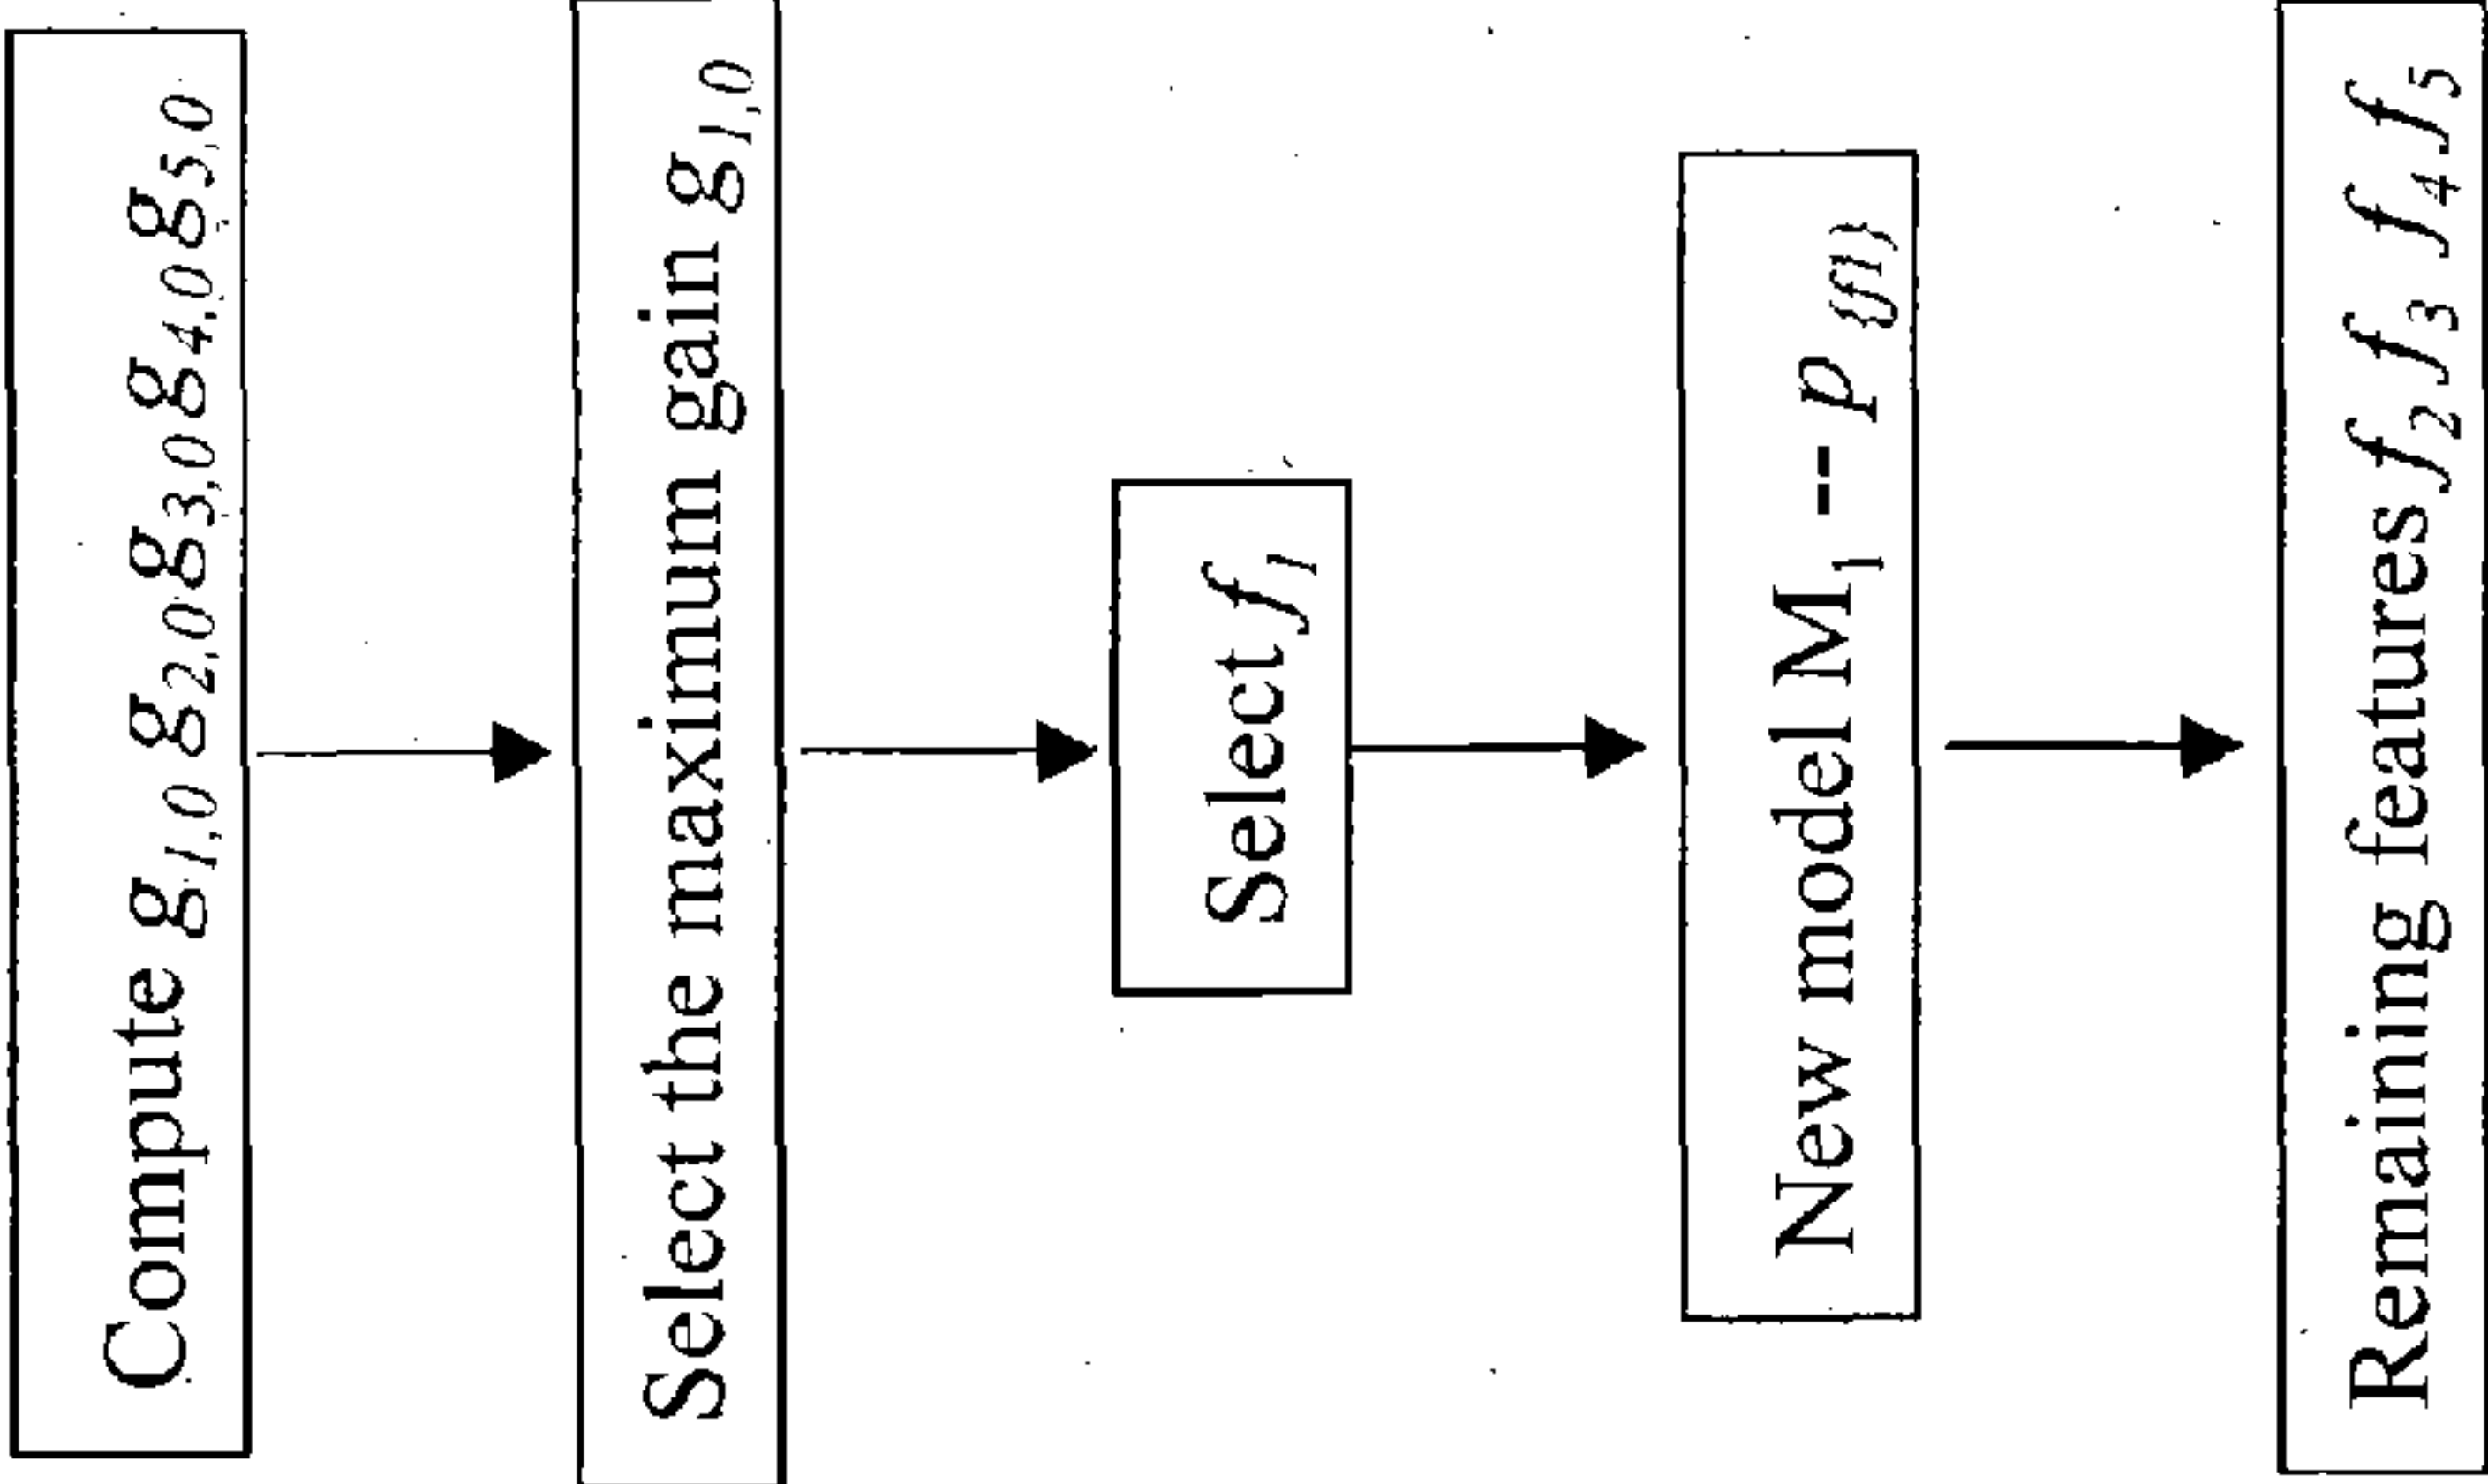 Compute g1,0 g2,0 g3,0 g4,0 g5,0
Select the maximum gain g1,0
Select f1
New model M1 -- p{f1}
Remaining features f2 f3 f4 f5